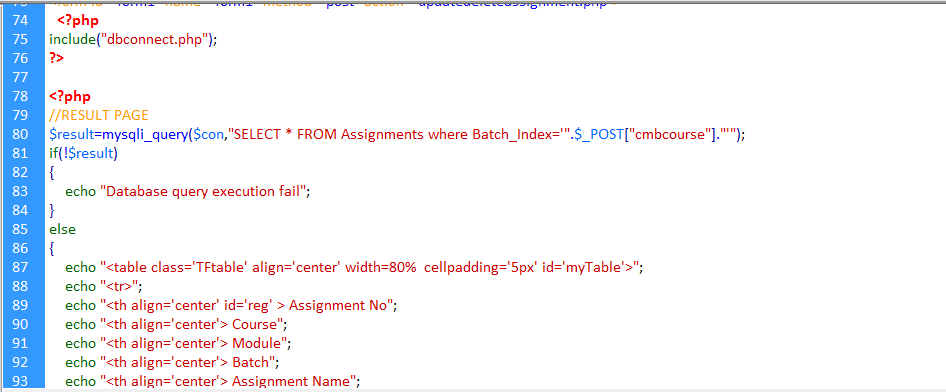 74 <?php
75 include("dbconnect.php");
76 ?>
77
78 <?php
79 //RESULT PAGE
80 $result=mysqli_query($con,"SELECT * FROM Assignments where Batch_Index='".$_POST["cmbcourse"]."'");
81 if(!$result)
82 {
83 echo "Database query execution fail";
84 }
85 else
86 {
87 echo "<table class='TFtable' align='center' width=80%  cellpadding='5px' id='myTable'>";
88 echo "<tr>";
89 echo "<th align='center' id='reg' > Assignment No";
90 echo "<th align='center'> Course";
91 echo "<th align='center'> Module";
92 echo "<th align='center'> Batch";
93 echo "<th align='center'> Assignment Name";